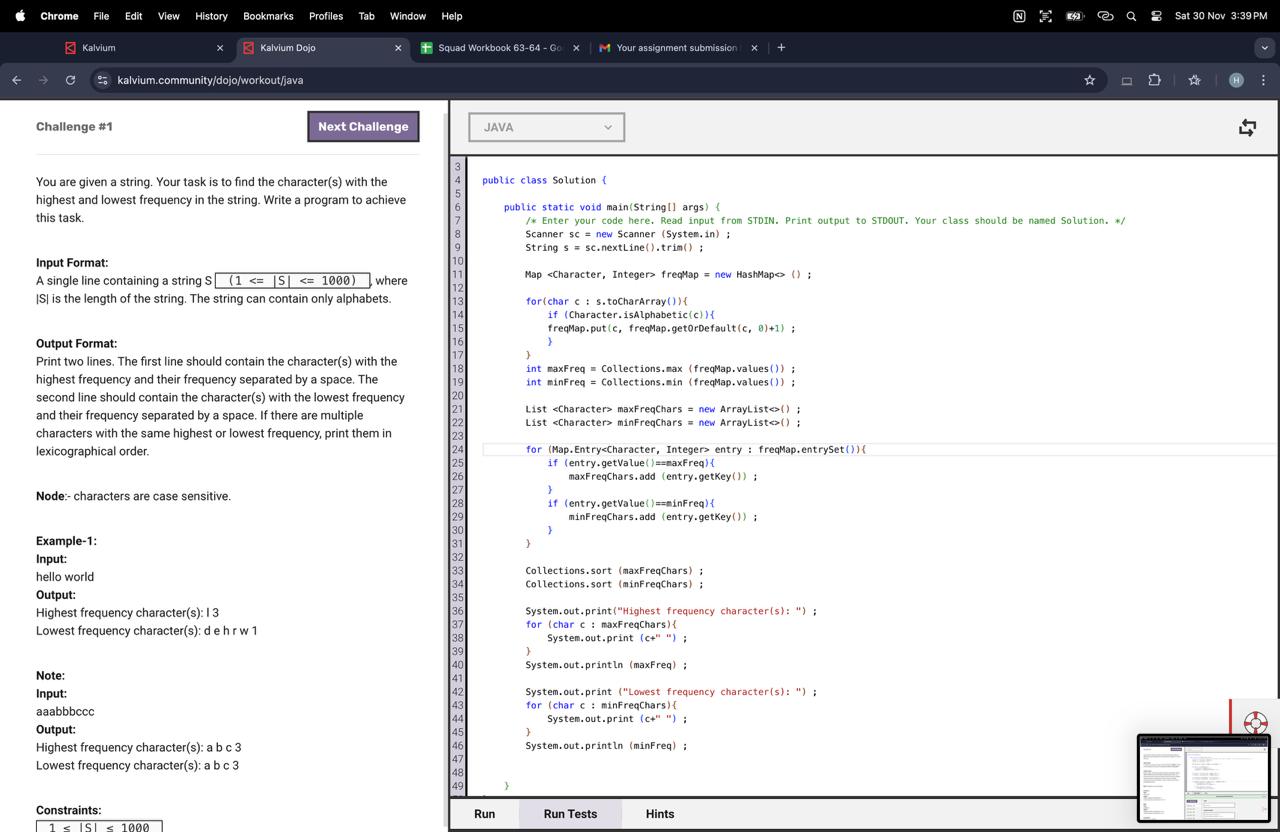 Chrome File Edit View History Bookmarks Profiles Tab Window Help Sat 30 Nov 3:39 PM
Kalvium Kalvium Dojo Squad Workbook 63-64 - Go Your assignment submission
kalvium.community/dojo/workout/java H
Challenge #1 Next Challenge
You are given a string. Your task is to find the character(s) with the
highest and lowest frequency in the string. Write a program to achieve
this task.
Input Format:
A single line containing a string S (1 <= |S| <= 1000) , where
|S| is the length of the string. The string can contain only alphabets.
Output Format:
Print two lines. The first line should contain the character(s) with the
highest frequency and their frequency separated by a space. The
second line should contain the character(s) with the lowest frequency
and their frequency separated by a space. If there are multiple
characters with the same highest or lowest frequency, print them in
lexicographical order.
Node:- characters are case sensitive.
Example-1:
Input:
hello world
Output:
Highest frequency character(s): l 3
Lowest frequency character(s): d e h r w 1
Note:
Input:
aaabbbccc
Output:
Highest frequency character(s): a b c 3
Lowest frequency character(s): a b c 3
Constraints:
1 ≤ |S| ≤ 1000
JAVA
3
4 public class Solution {
5
6 public static void main(String[] args) {
7 /* Enter your code here. Read input from STDIN. Print output to STDOUT. Your class should be named Solution. */
8 Scanner sc = new Scanner (System.in) ;
9 String s = sc.nextLine().trim() ;
10
11 Map <Character, Integer> freqMap = new HashMap<> () ;
12
13 for(char c : s.toCharArray()){
14 if (Character.isAlphabetic(c)){
15 freqMap.put(c, freqMap.getOrDefault(c, 0)+1) ;
16 }
17 }
18 int maxFreq = Collections.max (freqMap.values()) ;
19 int minFreq = Collections.min (freqMap.values()) ;
20
21 List <Character> maxFreqChars = new ArrayList<>() ;
22 List <Character> minFreqChars = new ArrayList<>() ;
23
24 for (Map.Entry<Character, Integer> entry : freqMap.entrySet()){
25 if (entry.getValue()==maxFreq){
26 maxFreqChars.add (entry.getKey()) ;
27 }
28 if (entry.getValue()==minFreq){
29 minFreqChars.add (entry.getKey()) ;
30 }
31 }
32
33 Collections.sort (maxFreqChars) ;
34 Collections.sort (minFreqChars) ;
35
36 System.out.print("Highest frequency character(s): ") ;
37 for (char c : maxFreqChars){
38 System.out.print (c+" ") ;
39 }
40 System.out.println (maxFreq) ;
41
42 System.out.print ("Lowest frequency character(s): ") ;
43 for (char c : minFreqChars){
44 System.out.print (c+" ") ;
45 }
46 System.out.println (minFreq) ;
47
48
49
Run Run Tests Hints